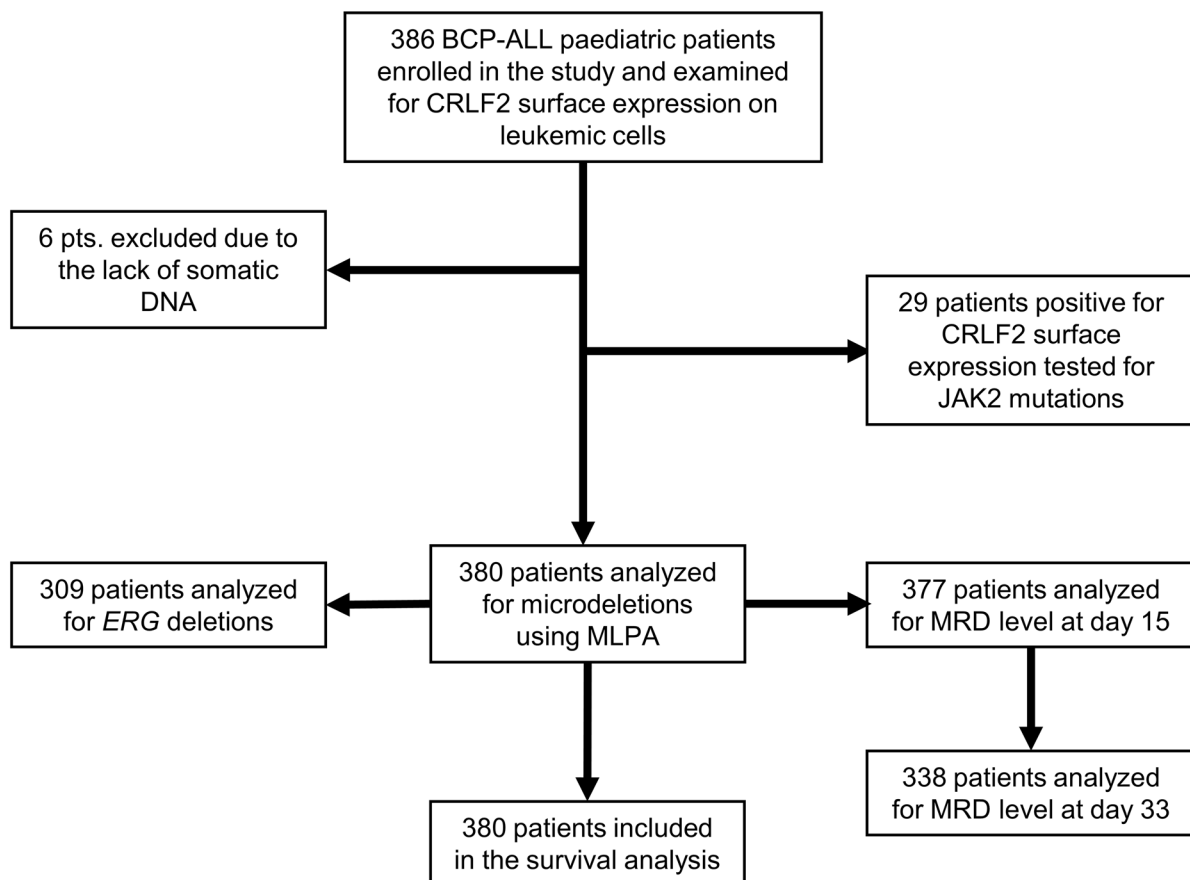 386 BCP-ALL paediatric patients
enrolled in the study and examined
for CRLF2 surface expression on
leukemic cells
6 pts. excluded due to
the lack of somatic
DNA
29 patients positive for
CRLF2 surface
expression tested for
JAK2 mutations
309 patients analyzed
for ERG deletions
380 patients analyzed
for microdeletions
using MLPA
377 patients analyzed
for MRD level at day 15
338 patients analyzed
for MRD level at day 33
380 patients included
in the survival analysis